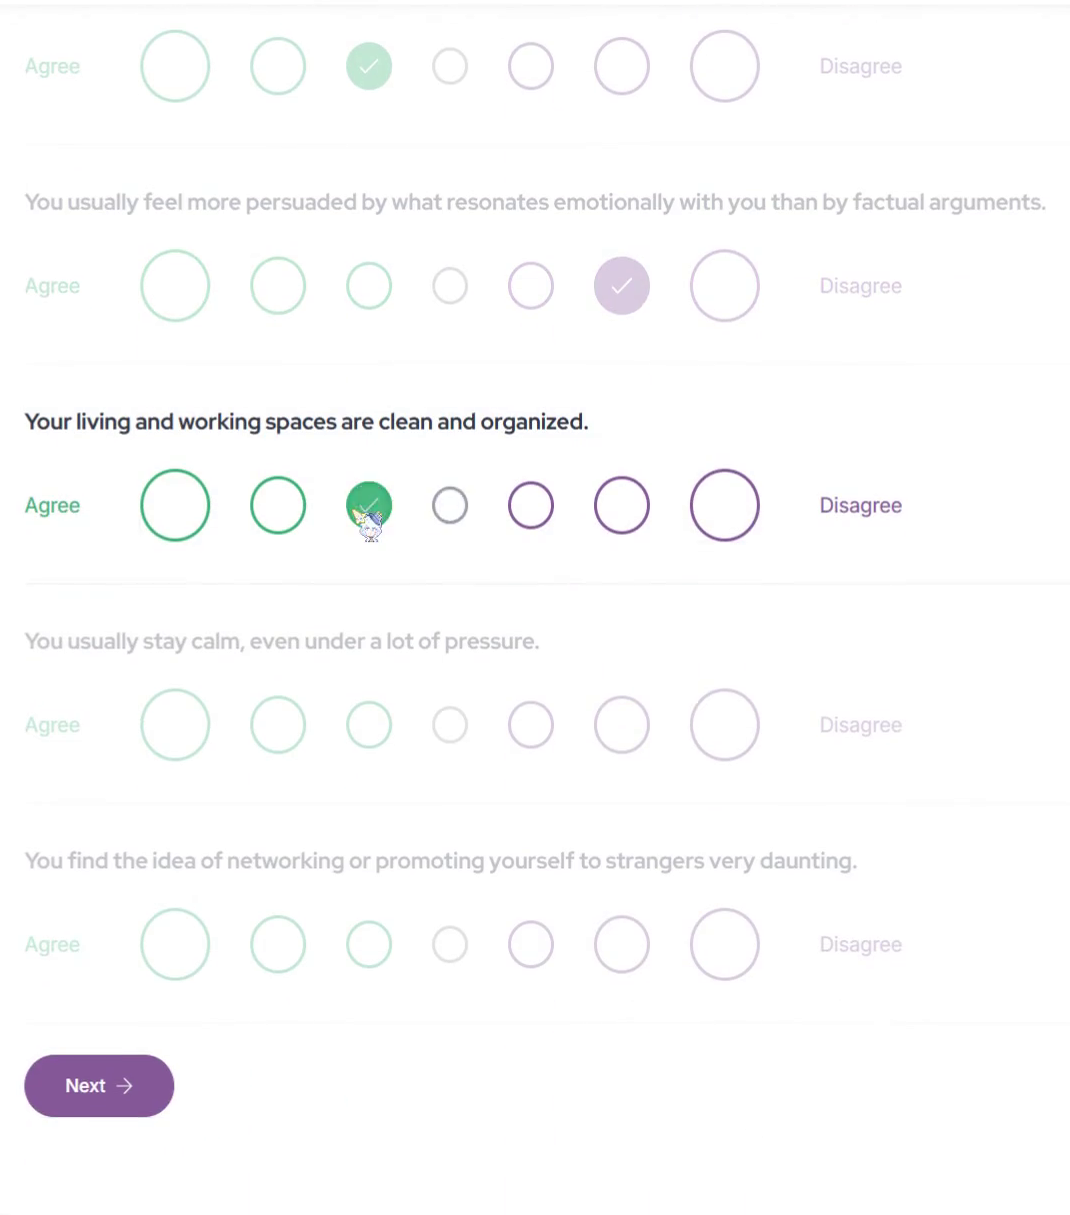 Agree Disagree
You usually feel more persuaded by what resonates emotionally with you than by factual arguments.
Agree Disagree
Your living and working spaces are clean and organized.
Agree Disagree
You usually stay calm, even under a lot of pressure.
Agree Disagree
You find the idea of networking or promoting yourself to strangers very daunting.
Agree Disagree
Next →